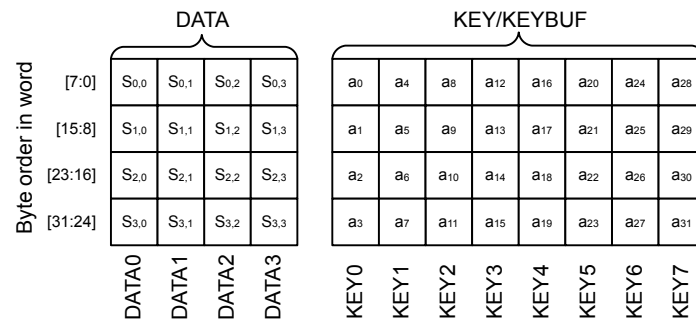 DATA KEY/KEYBUF
Byte order in word
[7:0] S0,0 S0,1 S0,2 S0,3 a0 a4 a8 a12 a16 a20 a24 a28
[15:8] S1,0 S1,1 S1,2 S1,3 a1 a5 a9 a13 a17 a21 a25 a29
[23:16] S2,0 S2,1 S2,2 S2,3 a2 a6 a10 a14 a18 a22 a26 a30
[31:24] S3,0 S3,1 S3,2 S3,3 a3 a7 a11 a15 a19 a23 a27 a31
DATA0 DATA1 DATA2 DATA3 KEY0 KEY1 KEY2 KEY3 KEY4 KEY5 KEY6 KEY7